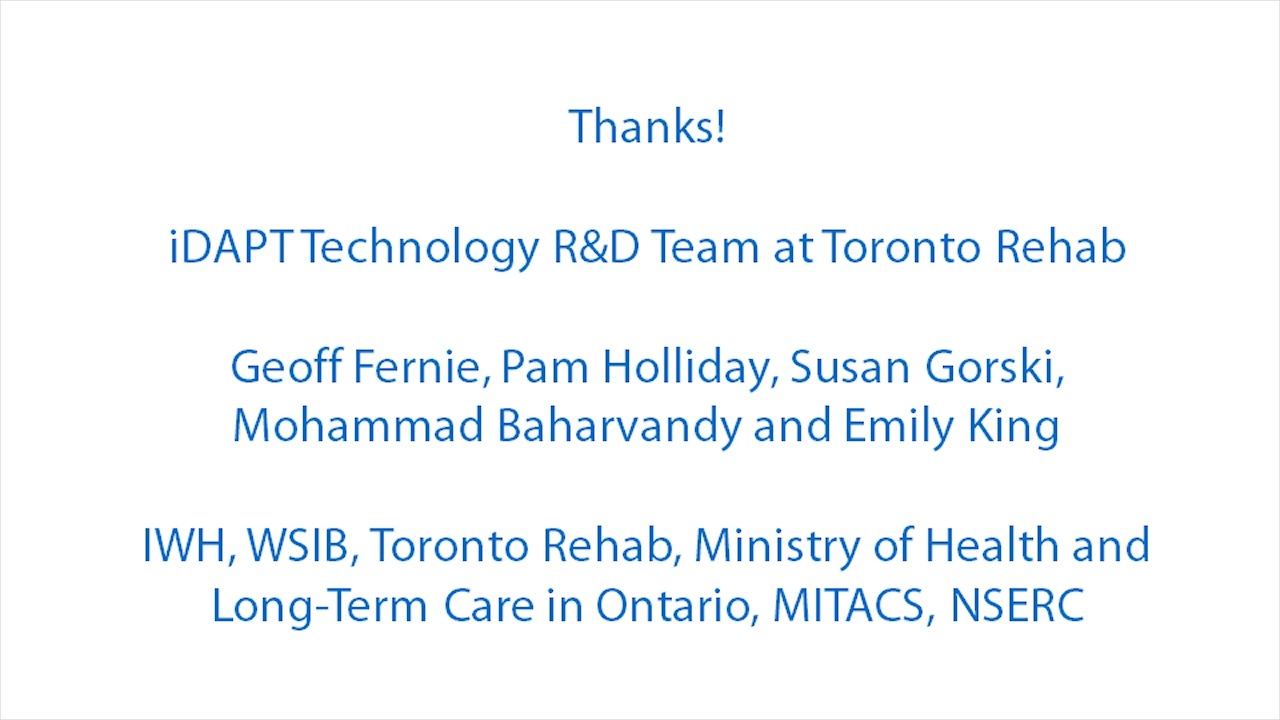 Thanks!
iDAPT Technology R&D Team at Toronto Rehab
Geoff Fernie, Pam Holliday, Susan Gorski,
Mohammad Baharvandy and Emily King
IWH, WSIB, Toronto Rehab, Ministry of Health and
Long-Term Care in Ontario, MITACS, NSERC